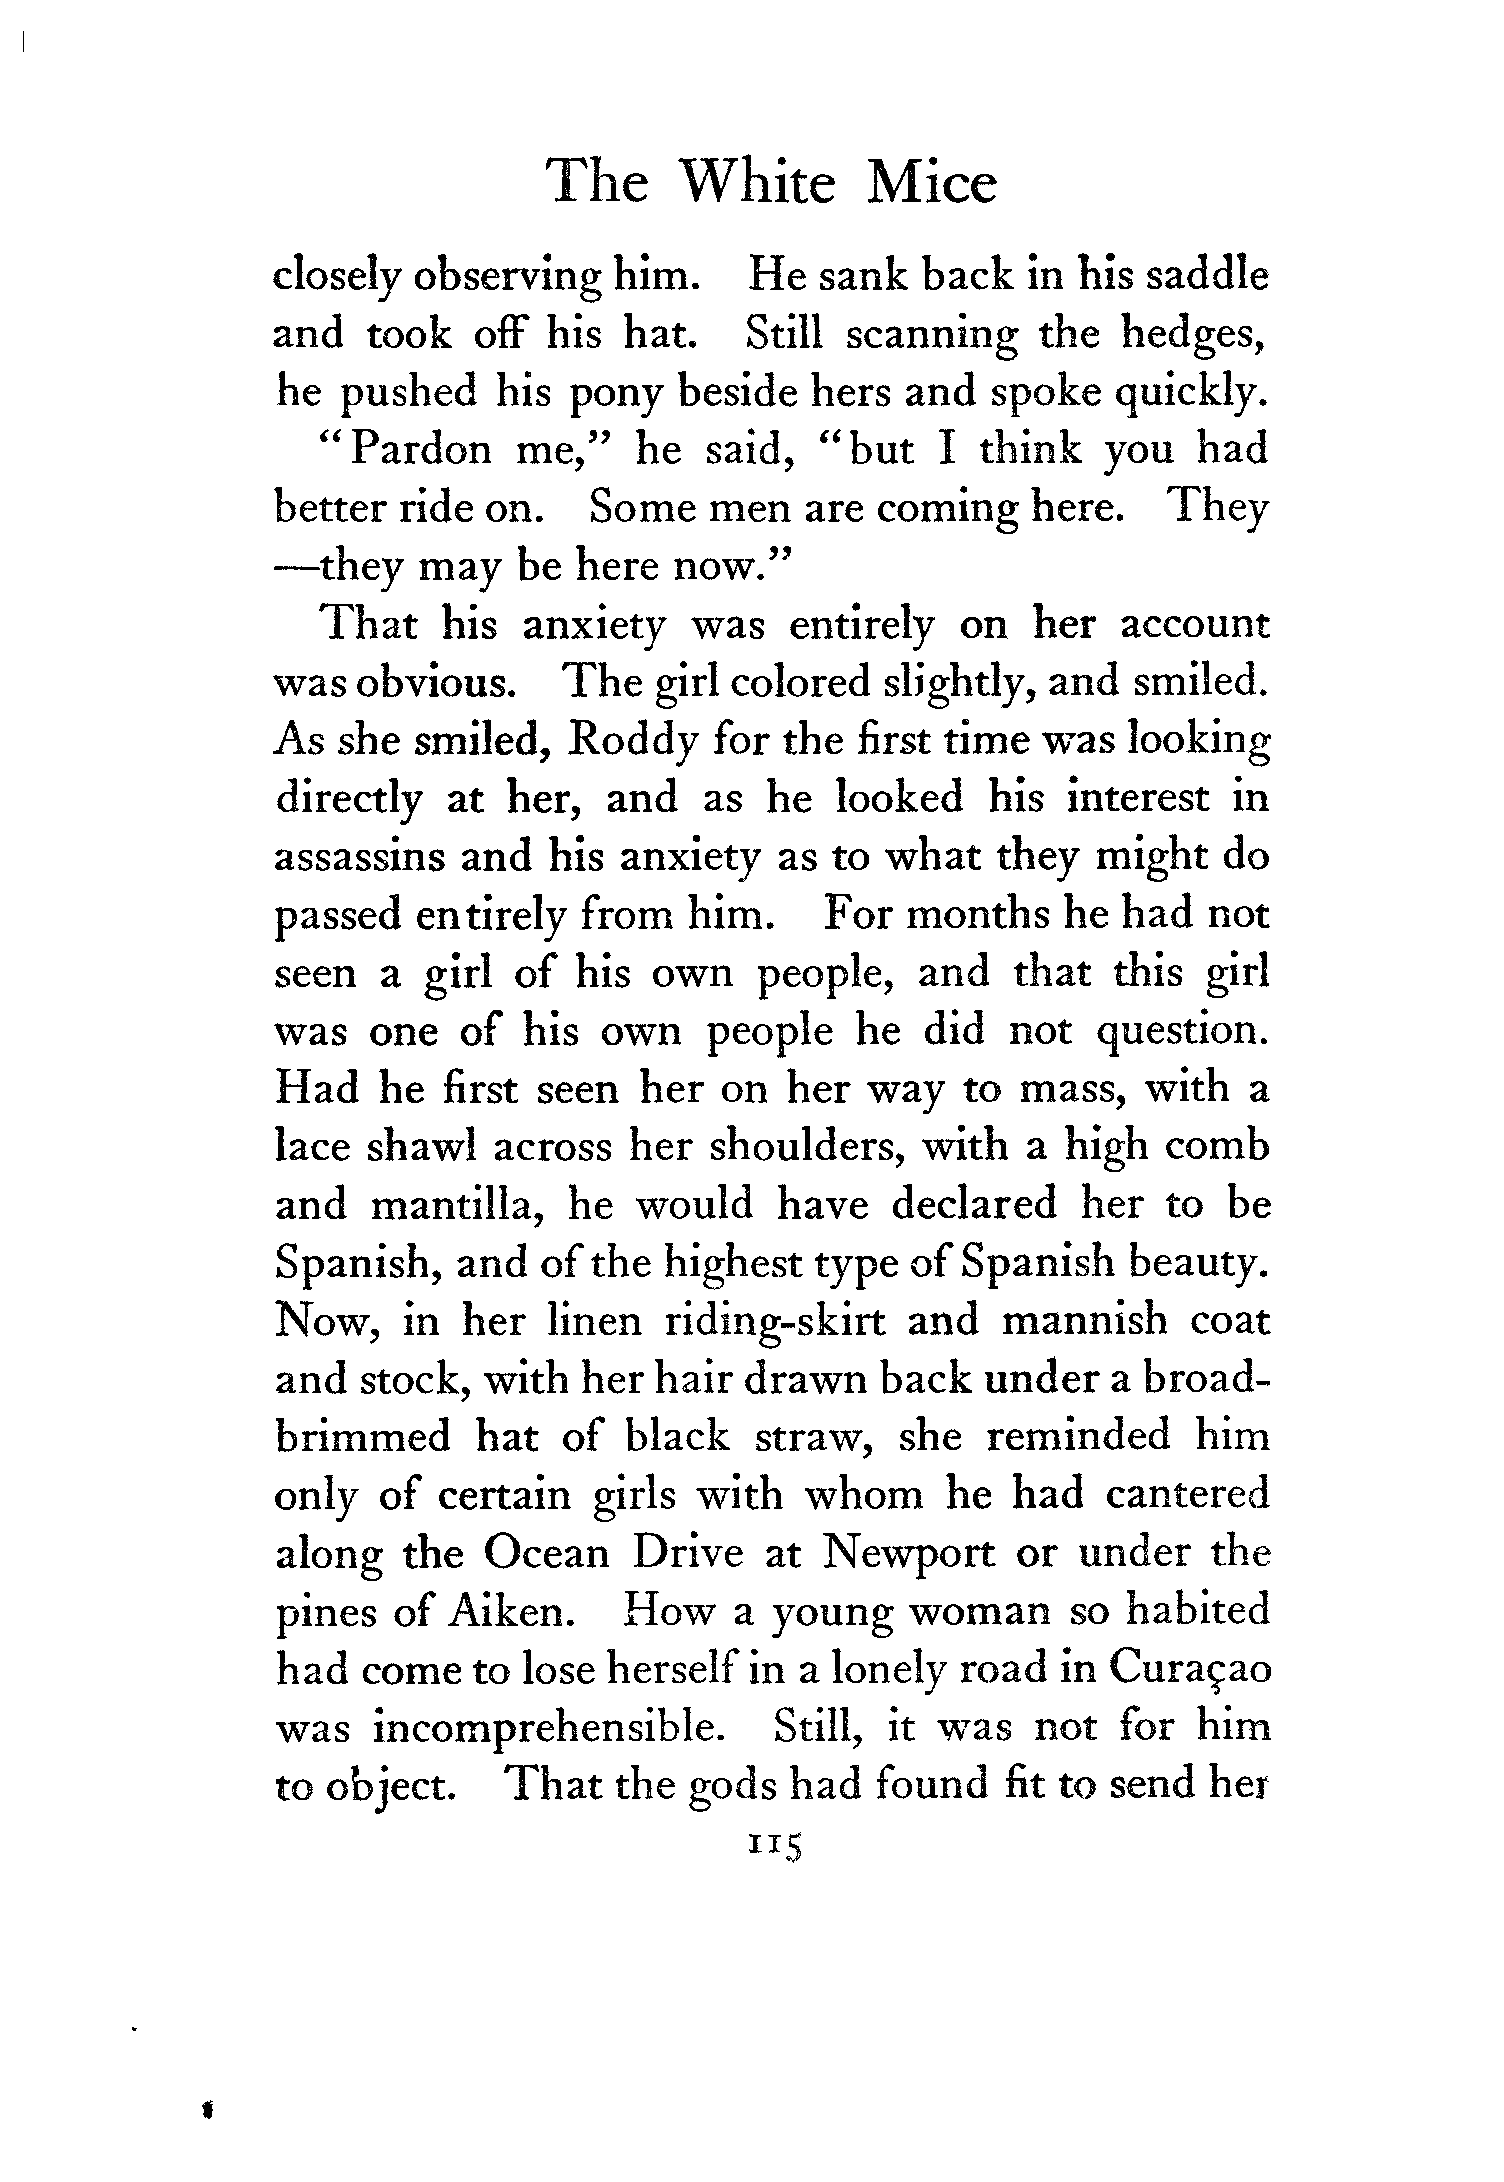 The White Mice
closely observing him. He sank back in his saddle
and took off his hat. Still scanning the hedges,
he pushed his pony beside hers and spoke quickly.
“Pardon me,” he said, “but I think you had
better ride on. Some men are coming here. They
—they may be here now.”
That his anxiety was entirely on her account
was obvious. The girl colored slightly, and smiled.
As she smiled, Roddy for the first time was looking
directly at her, and as he looked his interest in
assassins and his anxiety as to what they might do
passed entirely from him. For months he had not
seen a girl of his own people, and that this girl
was one of his own people he did not question.
Had he first seen her on her way to mass, with a
lace shawl across her shoulders, with a high comb
and mantilla, he would have declared her to be
Spanish, and of the highest type of Spanish beauty.
Now, in her linen riding-skirt and mannish coat
and stock, with her hair drawn back under a broad-
brimmed hat of black straw, she reminded him
only of certain girls with whom he had cantered
along the Ocean Drive at Newport or under the
pines of Aiken. How a young woman so habited
had come to lose herself in a lonely road in Curaçao
was incomprehensible. Still, it was not for him
to object. That the gods had found fit to send her
115